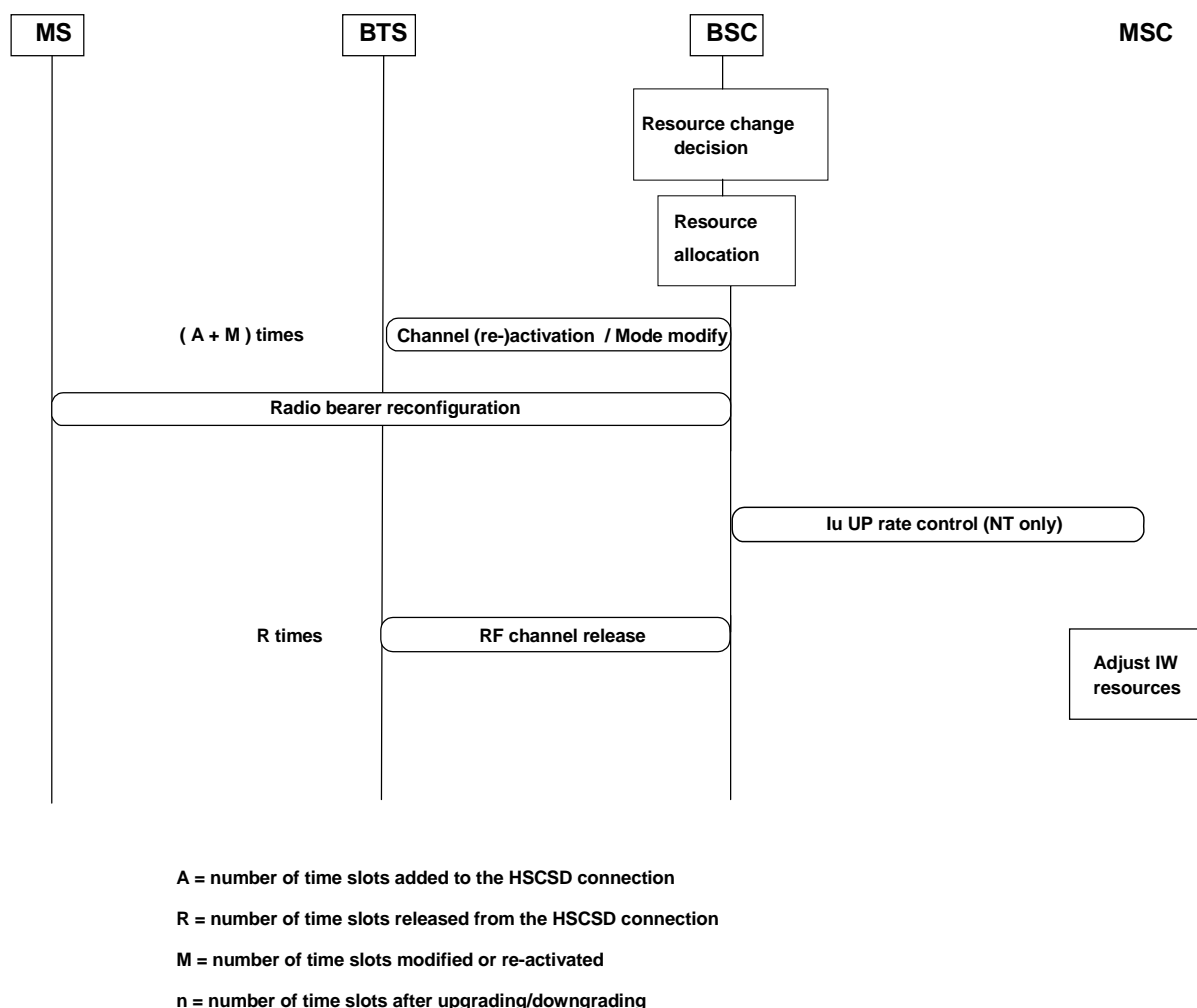 MS
BTS
BSC
MSC
Resource change
decision
Resource
allocation
( A + M ) times
Channel (re-)activation / Mode modify
Radio bearer reconfiguration
Iu UP rate control (NT only)
R times
RF channel release
Adjust IW
resources
A = number of time slots added to the HSCSD connection
R = number of time slots released from the HSCSD connection
M = number of time slots modified or re-activated
n = number of time slots after upgrading/downgrading